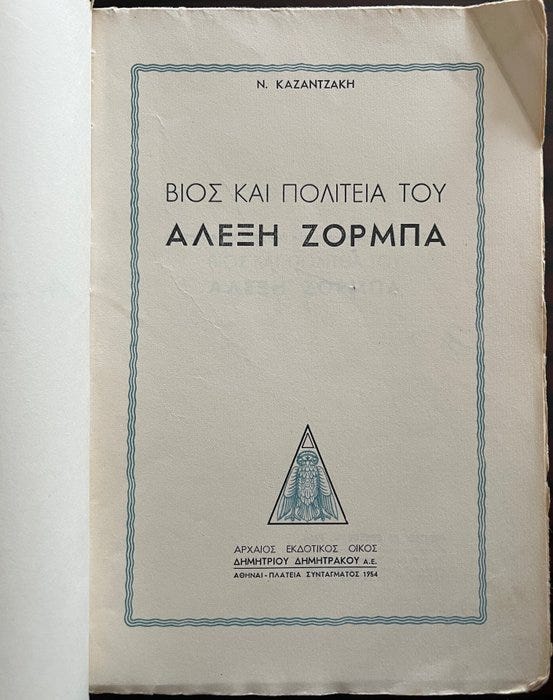 Ν. ΚΑΖΑΝΤΖΑΚΗ
ΒΙΟΣ ΚΑΙ ΠΟΛΙΤΕΙΑ ΤΟΥ
ΑΛΕΞΗ ΖΟΡΜΠΑ
Δ
ΑΡΧΑΙΟΣ ΕΚΔΟΤΙΚΟΣ ΟΙΚΟΣ
ΔΗΜΗΤΡΙΟΥ ΔΗΜΗΤΡΑΚΟΥ Α.Ε.
ΑΘΗΝΑΙ - ΠΛΑΤΕΙΑ ΣΥΝΤΑΓΜΑΤΟΣ 1954